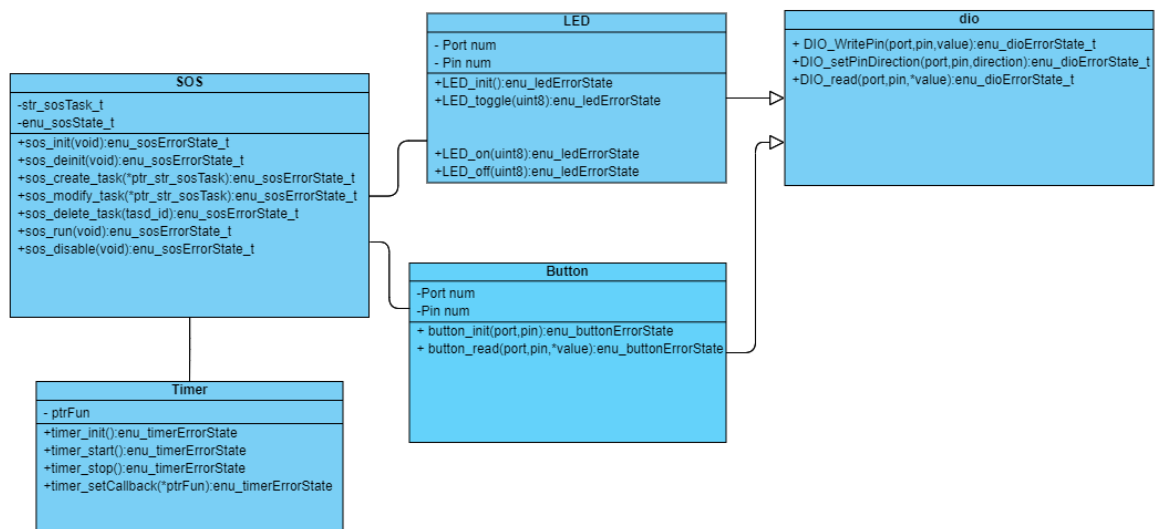 SOS
-str_sosTask_t
-enu_sosState_t
+sos_init(void):enu_sosErrorState_t
+sos_deinit(void):enu_sosErrorState_t
+sos_create_task(*ptr_str_sosTask):enu_sosErrorState_t
+sos_modify_task(*ptr_str_sosTask):enu_sosErrorState_t
+sos_delete_task(tasd_id):enu_sosErrorState_t
+sos_run(void):enu_sosErrorState_t
+sos_disable(void):enu_sosErrorState_t
LED
- Port num
- Pin num
+LED_init():enu_ledErrorState
+LED_toggle(uint8):enu_ledErrorState
+LED_on(uint8):enu_ledErrorState
+LED_off(uint8):enu_ledErrorState
dio
+ DIO_WritePin(port,pin,value):enu_dioErrorState_t
+DIO_setPinDirection(port,pin,direction):enu_dioErrorState_t
+DIO_read(port,pin,*value):enu_dioErrorState_t
Button
-Port num
-Pin num
+ button_init(port,pin):enu_buttonErrorState
+ button_read(port,pin,*value):enu_buttonErrorState
Timer
- ptrFun
+timer_init():enu_timerErrorState
+timer_start():enu_timerErrorState
+timer_stop():enu_timerErrorState
+timer_setCallback(*ptrFun):enu_timerErrorState